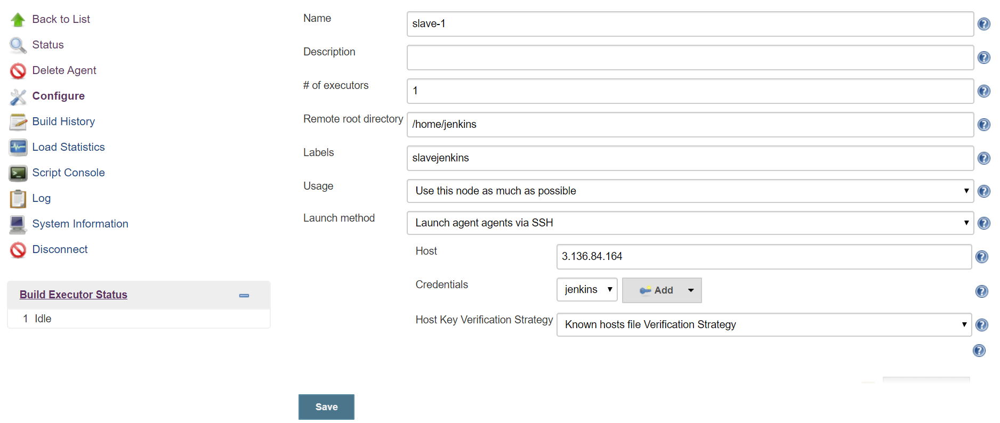 Back to List
Status
Delete Agent
Configure
Build History
Load Statistics
Script Console
Log
System Information
Disconnect
Build Executor Status
1 Idle
Name slave-1
Description
# of executors 1
Remote root directory /home/jenkins
Labels slavejenkins
Usage Use this node as much as possible
Launch method Launch agent agents via SSH
Host 3.136.84.164
Credentials jenkins Add
Host Key Verification Strategy Known hosts file Verification Strategy
Save